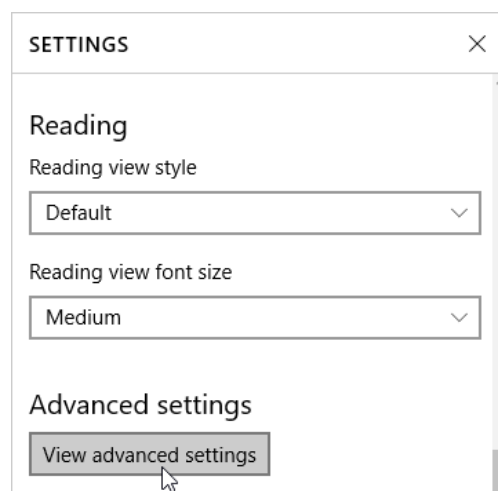 SETTINGS
Reading
Reading view style
Default
Reading view font size
Medium
Advanced settings
View advanced settings